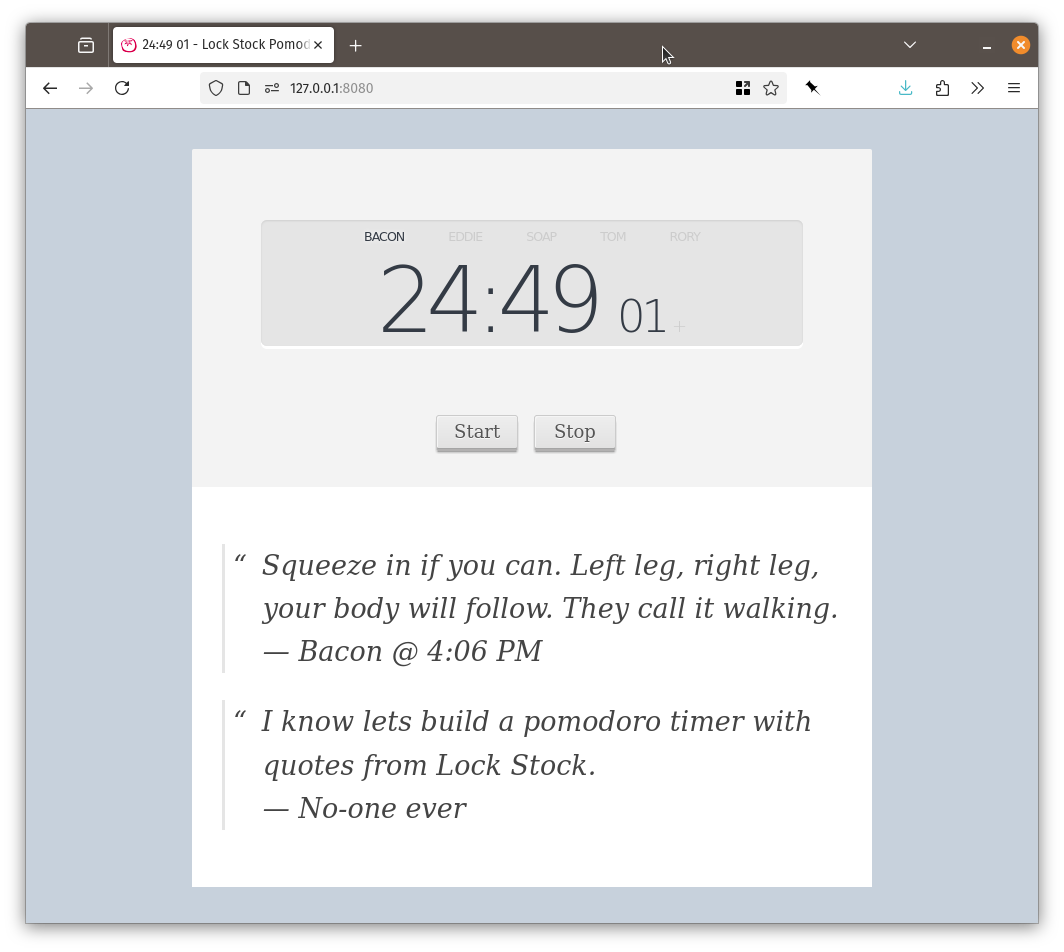 24:49 01 - Lock Stock Pomod
127.0.0.1:8080
BACON EDDIE SOAP TOM RORY
24:49 01 +
Start Stop
“ Squeeze in if you can. Left leg, right leg,
your body will follow. They call it walking.
— Bacon @ 4:06 PM
“ I know lets build a pomodoro timer with
quotes from Lock Stock.
— No-one ever